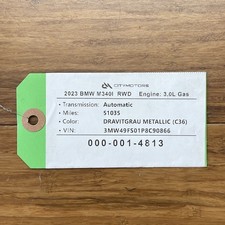 CITYMOTORS
2023 BMW M340I RWD Engine: 3.0L Gas
• Transmission: Automatic
• Miles: 51035
• Color: DRAVITGRAU METALLIC (C36)
• VIN: 3MW49FS01P8C90866
000-001-4813